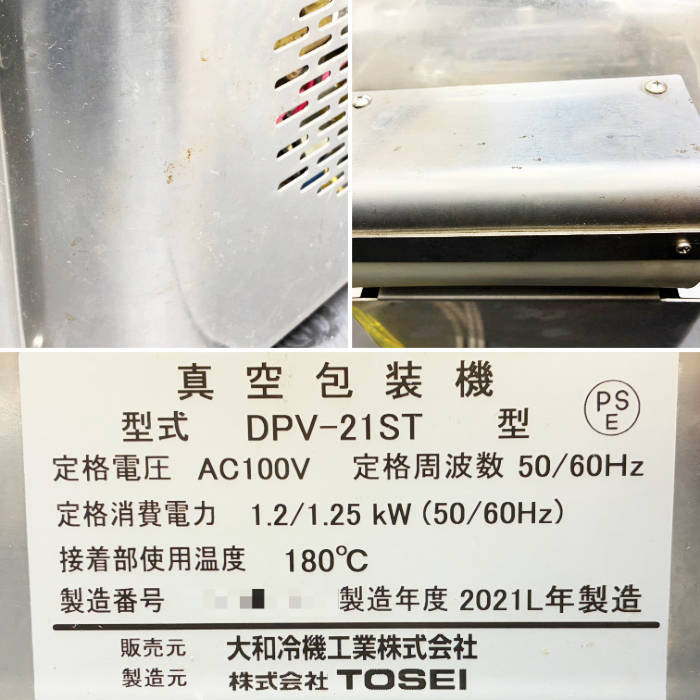 真空包装機
型式 DPV-21ST 型
PSE
定格電圧 AC100V 定格周波数 50/60Hz
定格消費電力 1.2/1.25 kW (50/60Hz)
接着部使用温度 180℃
製造番号 製造年度 2021L年製造
販売元 大和冷機工業株式会社
製造元 株式会社 TOSEI